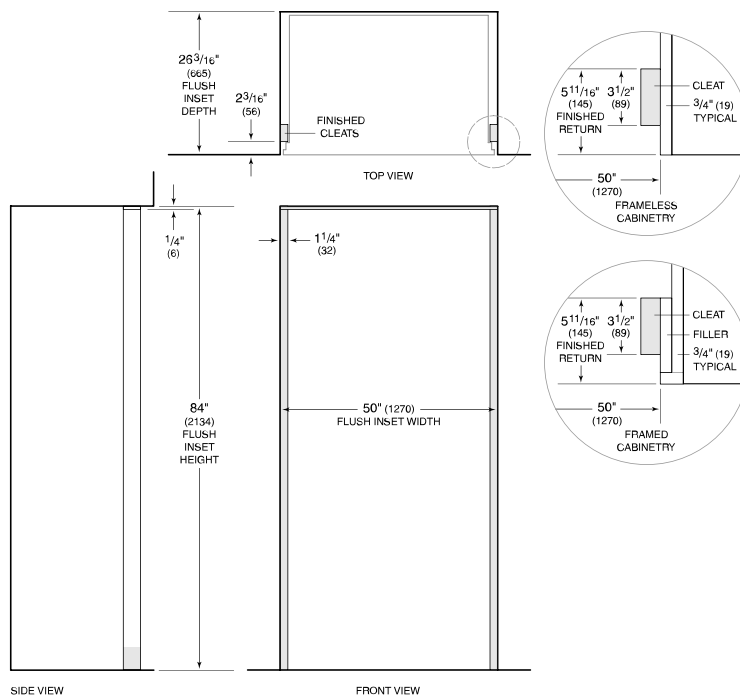 26 3/16"
(665)
FLUSH
INSET
DEPTH
2 3/16"
(56)
FINISHED
CLEATS
TOP VIEW
5 11/16"
(145)
FINISHED
RETURN
3 1/2"
(89)
CLEAT
3/4" (19)
TYPICAL
50"
(1270)
FRAMELESS
CABINETRY
1/4"
(6)
1 1/4"
(32)
5 11/16"
(145)
FINISHED
RETURN
3 1/2"
(89)
CLEAT
FILLER
3/4" (19)
TYPICAL
50"
(1270)
FRAMED
CABINETRY
84"
(2134)
FLUSH
INSET
HEIGHT
50" (1270)
FLUSH INSET WIDTH
SIDE VIEW
FRONT VIEW